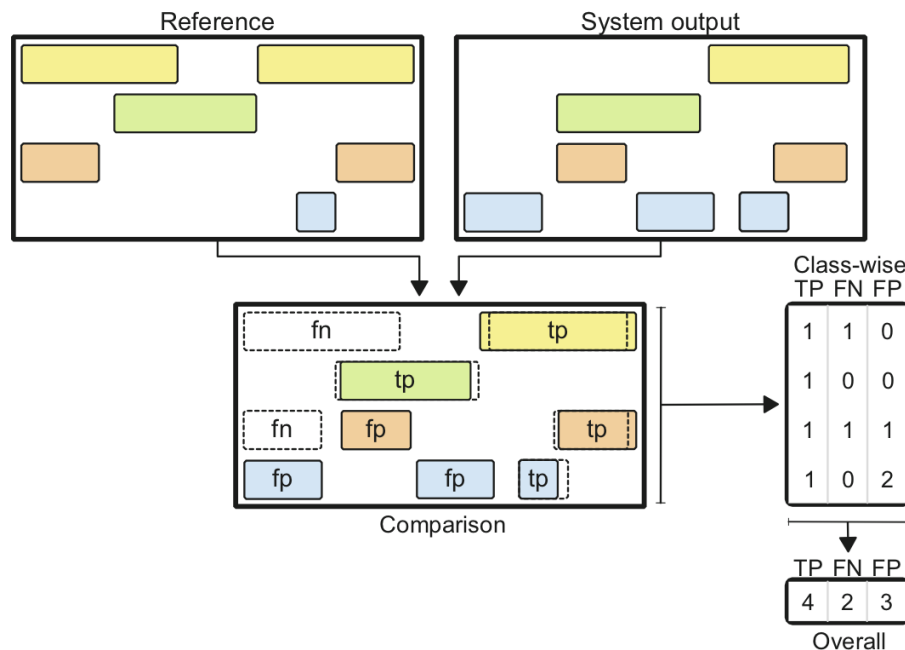 Reference
System output
fn
tp
tp
fn
fp
tp
fp
fp
tp
Comparison
Class-wise
TP FN FP
1 1 0
1 0 0
1 1 1
1 0 2
TP FN FP
4 2 3
Overall